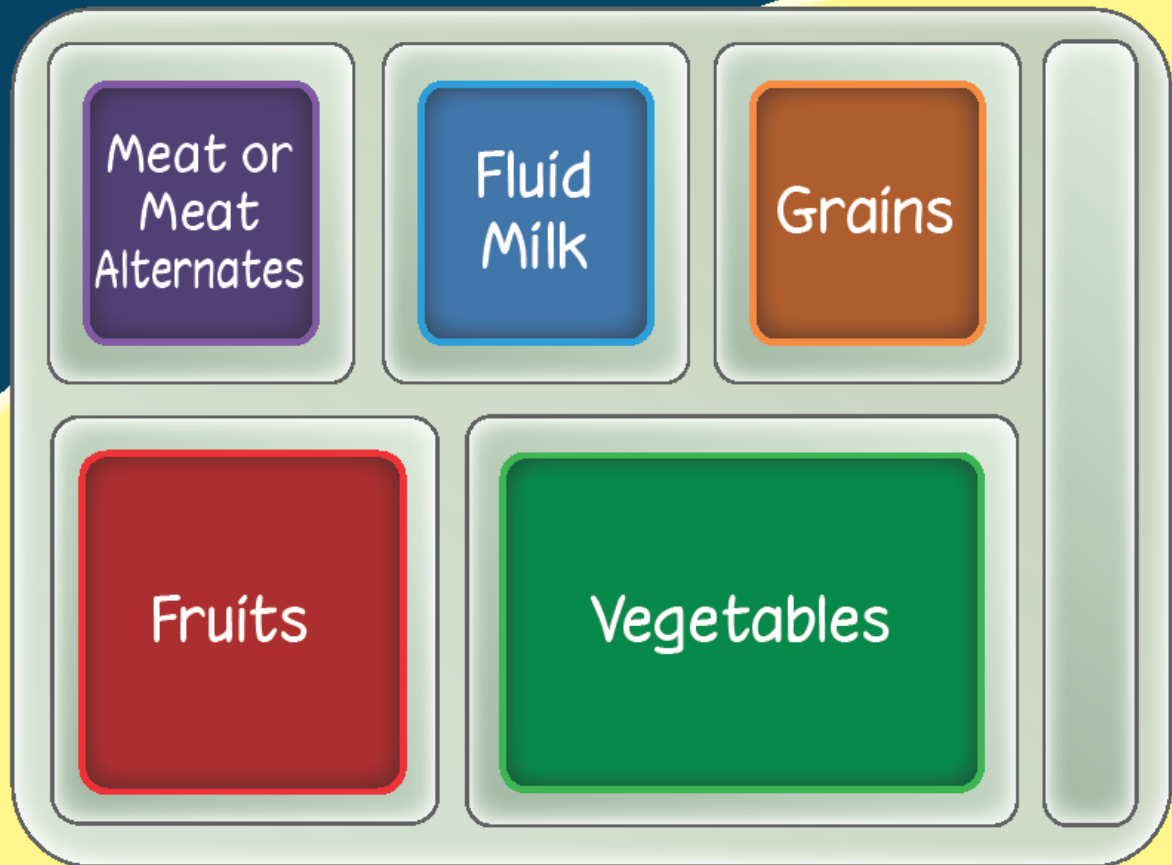 Meat or
Meat
Alternates
Fluid
Milk
Grains
Fruits
Vegetables